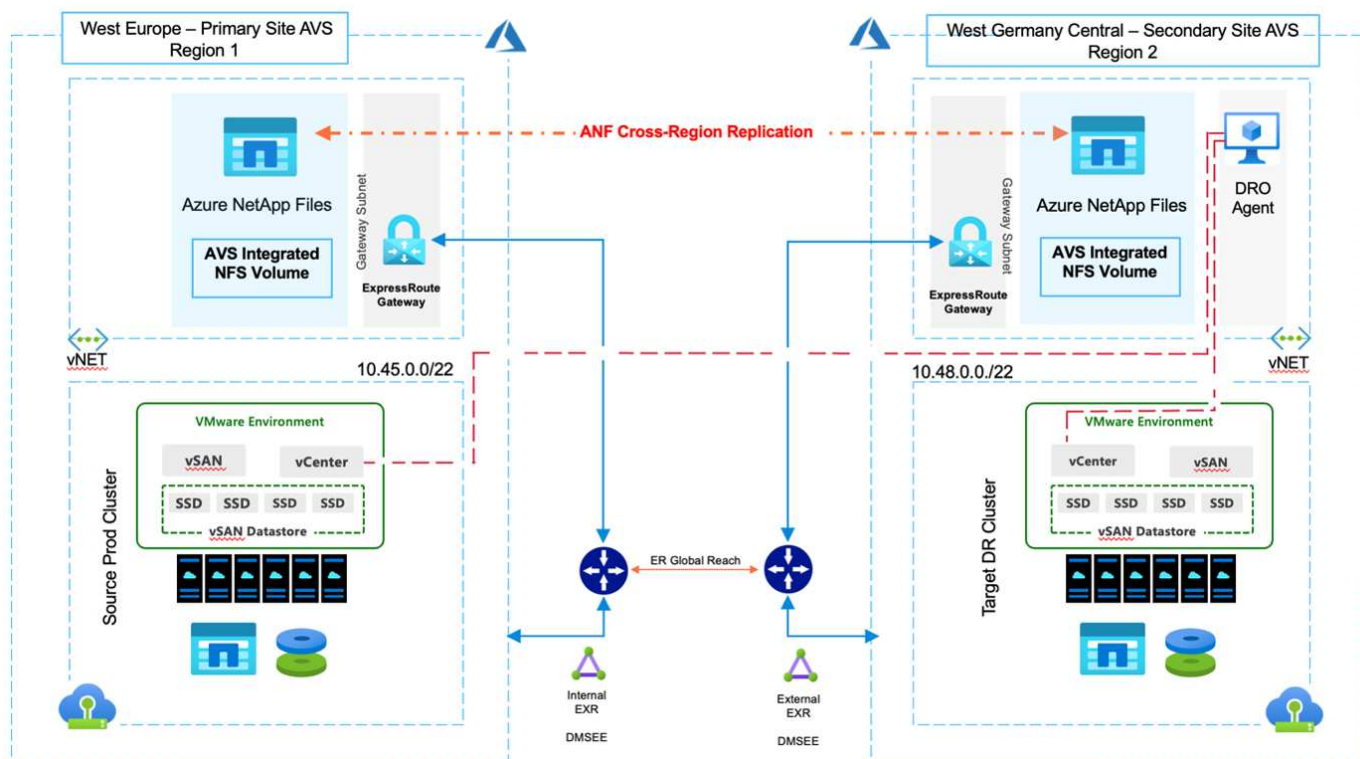 West Europe – Primary Site AVS
Region 1
West Germany Central – Secondary Site AVS
Region 2
ANF Cross-Region Replication
Azure NetApp Files
AVS Integrated
NFS Volume
Gateway Subnet
ExpressRoute
Gateway
vNET
10.45.0.0/22
Gateway Subnet
ExpressRoute
Gateway
Azure NetApp Files
AVS Integrated
NFS Volume
DRO
Agent
vNET
10.48.0.0./22
Source Prod Cluster
VMware Environment
vSAN
vCenter
SSD SSD SSD SSD
vSAN Datastore
ER Global Reach
Internal
EXR
DMSEE
External
EXR
DMSEE
Target DR Cluster
VMware Environment
vCenter
vSAN
SSD SSD SSD SSD
vSAN Datastore